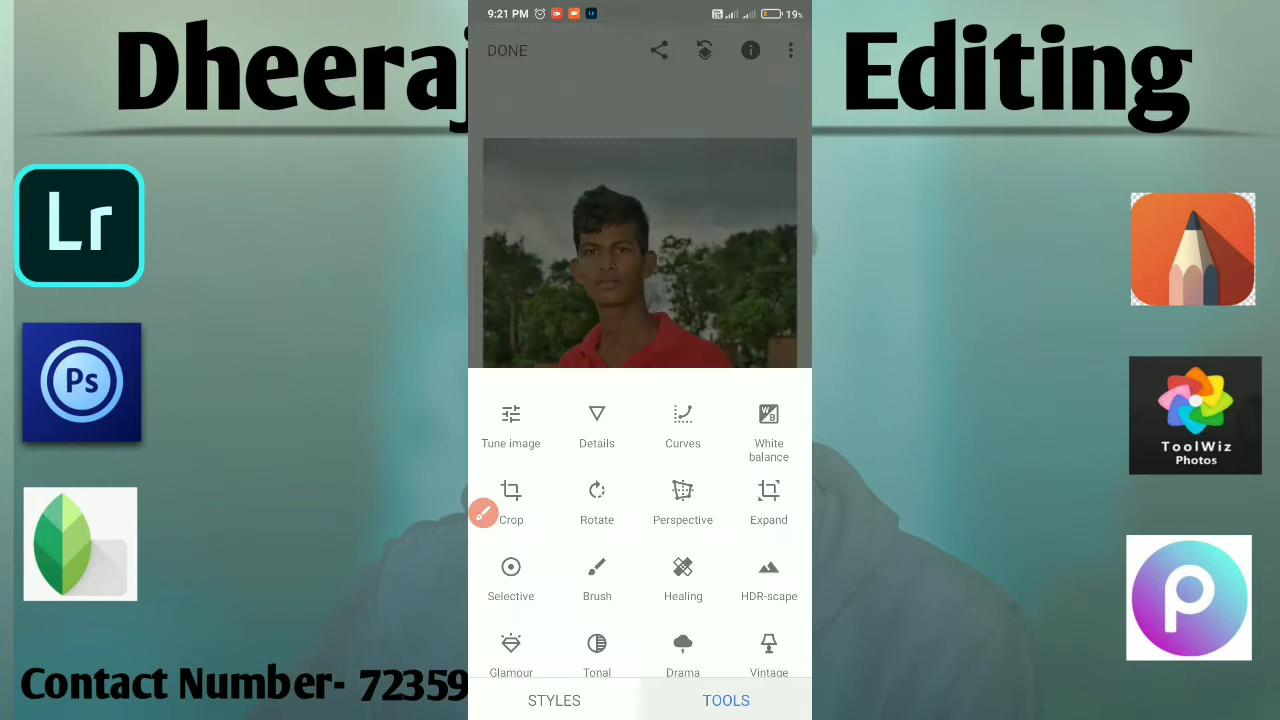 Dheeraj Editing
9:21 PM
19%
DONE
Lr
Ps
Tune image
Details
Curves
White
balance
Crop
Rotate
Perspective
Expand
Selective
Brush
Healing
HDR-scape
Glamour
Tonal
Drama
Vintage
STYLES
TOOLS
ToolWiz
Photos
Contact Number- 72359